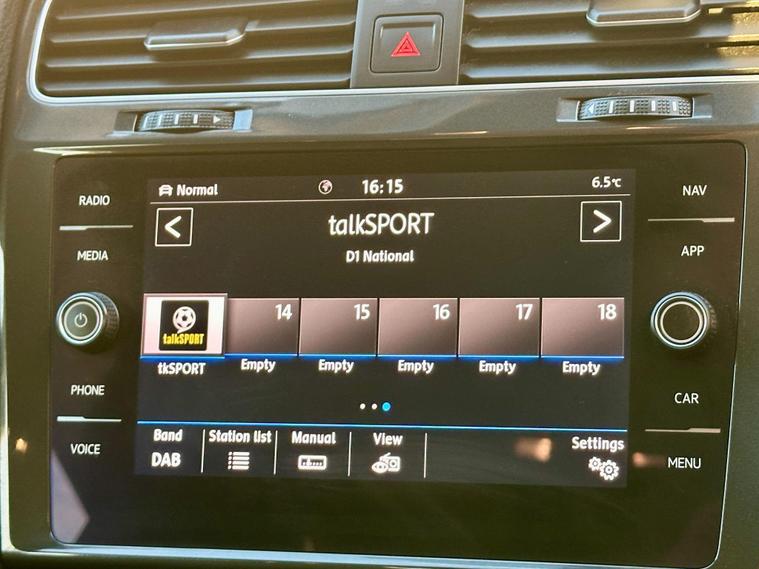 RADIO
MEDIA
PHONE
VOICE
Normal
16:15
6.5°C
<
talkSPORT
>
D1 National
talkSPORT
14
15
16
17
18
tkSPORT
Empty
Empty
Empty
Empty
Empty
Band
Station list
Manual
View
Settings
DAB
NAV
APP
CAR
MENU